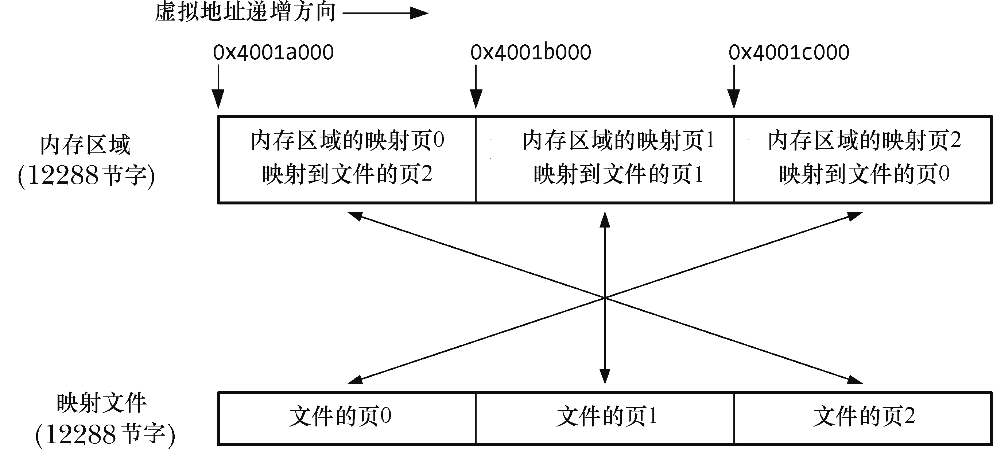 虚拟地址递增方向
0x4001a000
0x4001b000
0x4001c000
内存区域
(12288节字)
内存区域的映射页0
映射到文件的页2
内存区域的映射页1
映射到文件的页1
内存区域的映射页2
映射到文件的页0
映射文件
(12288节字)
文件的页0
文件的页1
文件的页2